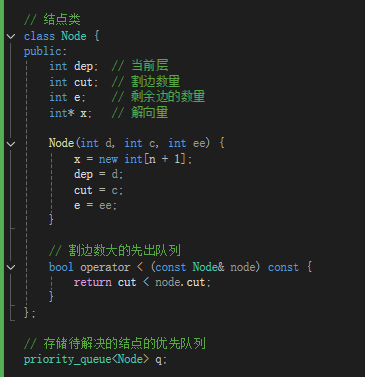 // 结点类
class Node {
public:
int dep;  // 当前层
int cut;  // 割边数量
int e;    // 剩余边的数量
int* x;   // 解向量
Node(int d, int c, int ee) {
x = new int[n + 1];
dep = d;
cut = c;
e = ee;
}
// 割边数大的先出队列
bool operator < (const Node& node) const {
return cut < node.cut;
}
};
// 存储待解决的结点的优先队列
priority_queue<Node> q;